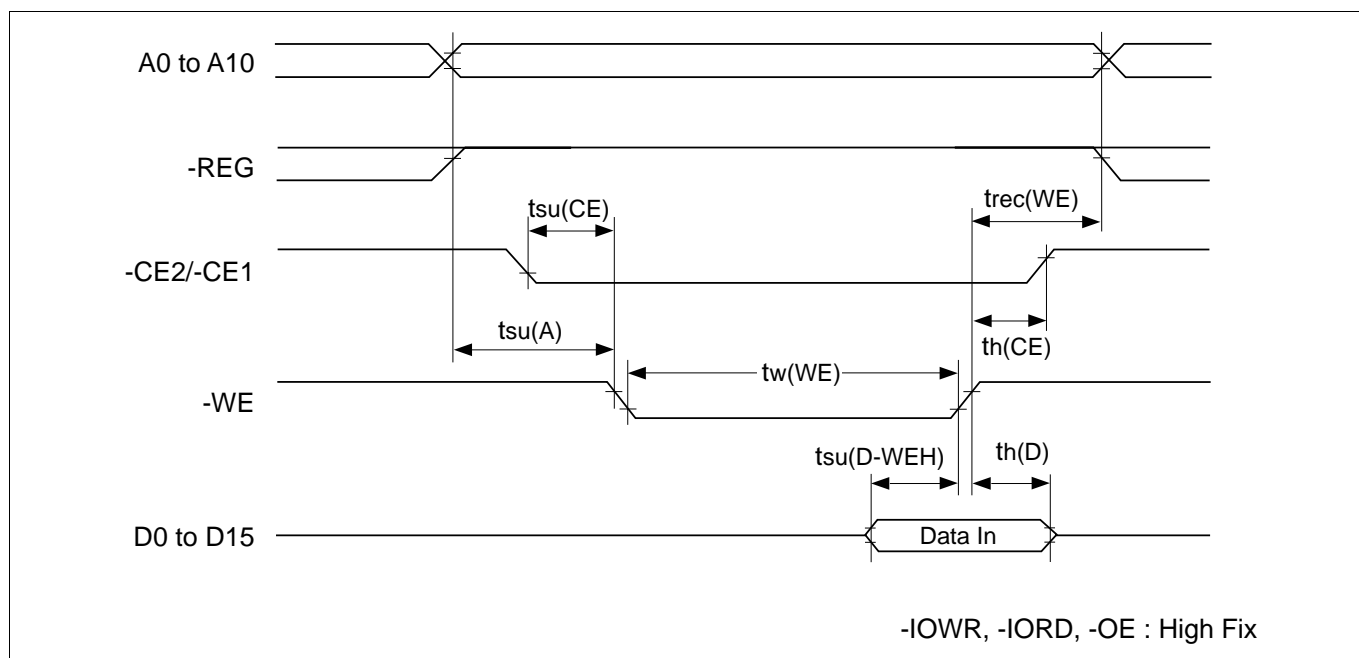 A0 to A10
-REG
tsu(CE)
trec(WE)
-CE2/-CE1
tsu(A)
th(CE)
tw(WE)
-WE
tsu(D-WEH)
th(D)
D0 to D15
Data In
-IOWR, -IORD, -OE : High Fix